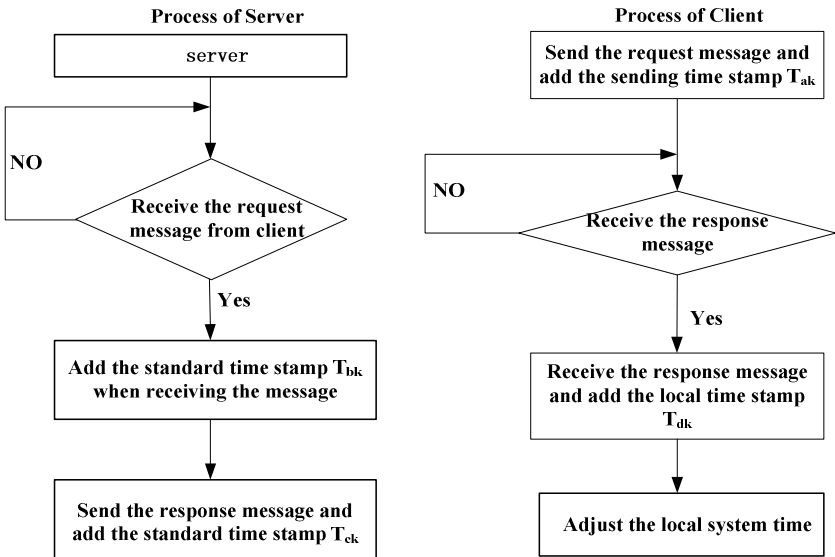 Process of Server
server
NO
Receive the request
message from client
Yes
Add the standard time stamp Tbk
when receiving the message
Send the response message and
add the standard time stamp Tck
Process of Client
Send the request message and
add the sending time stamp Tak
NO
Receive the response
message
Yes
Receive the response message
and add the local time stamp
Tdk
Adjust the local system time